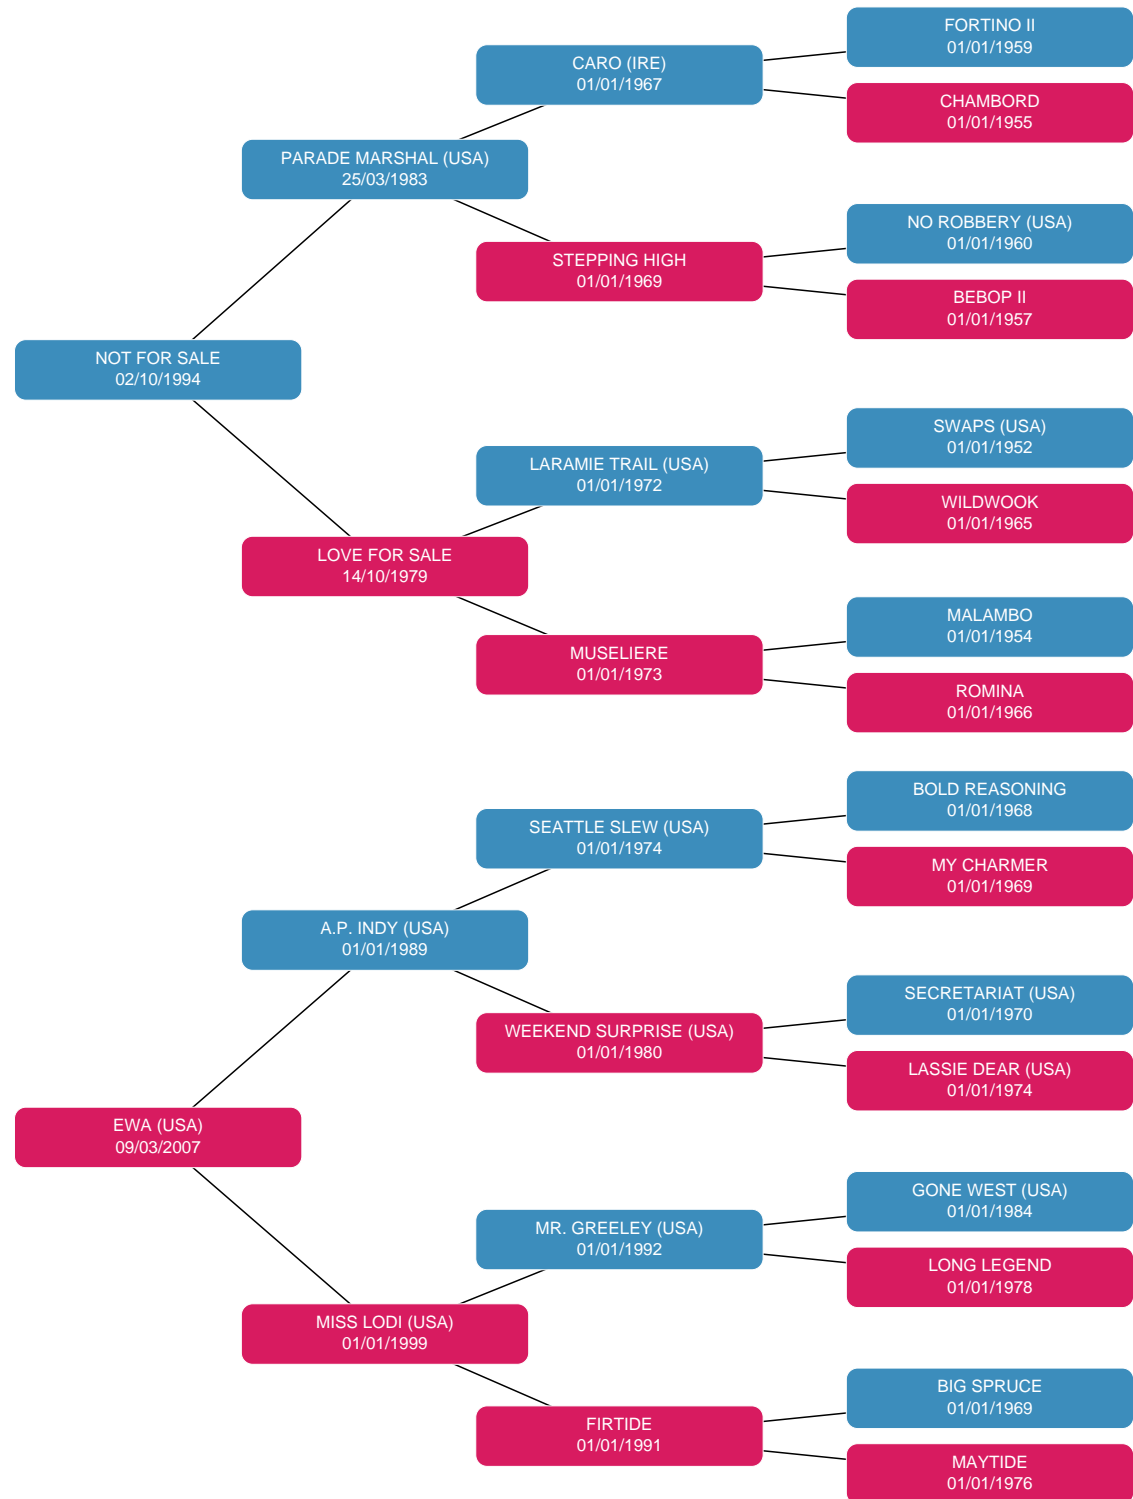 FORTINO II
01/01/1959
CARO (IRE)
01/01/1967
CHAMBORD
01/01/1955
PARADE MARSHAL (USA)
25/03/1983
NO ROBBERY (USA)
01/01/1960
STEPPING HIGH
01/01/1969
BEBOP II
01/01/1957
NOT FOR SALE
02/10/1994
SWAPS (USA)
01/01/1952
LARAMIE TRAIL (USA)
01/01/1972
WILDWOOK
01/01/1965
LOVE FOR SALE
14/10/1979
MALAMBO
01/01/1954
MUSELIERE
01/01/1973
ROMINA
01/01/1966
BOLD REASONING
01/01/1968
SEATTLE SLEW (USA)
01/01/1974
MY CHARMER
01/01/1969
A.P. INDY (USA)
01/01/1989
SECRETARIAT (USA)
01/01/1970
WEEKEND SURPRISE (USA)
01/01/1980
LASSIE DEAR (USA)
01/01/1974
EWA (USA)
09/03/2007
GONE WEST (USA)
01/01/1984
MR. GREELEY (USA)
01/01/1992
LONG LEGEND
01/01/1978
MISS LODI (USA)
01/01/1999
BIG SPRUCE
01/01/1969
FIRTIDE
01/01/1991
MAYTIDE
01/01/1976